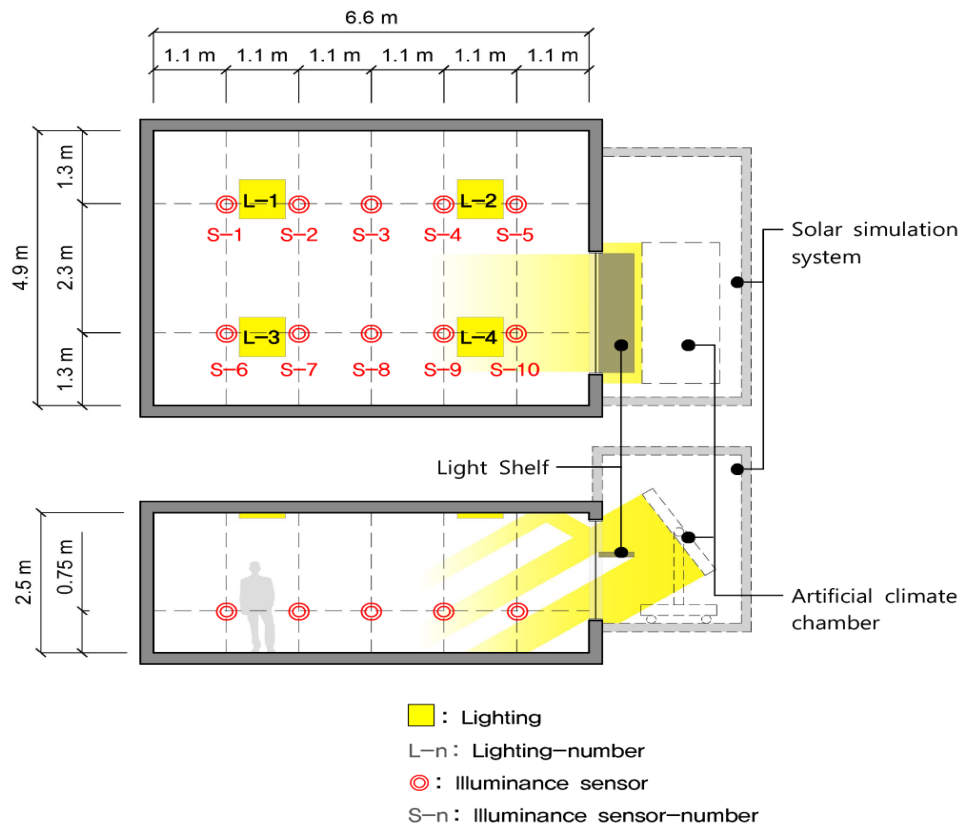 6.6 m
1.1 m 1.1 m 1.1 m 1.1 m 1.1 m 1.1 m
4.9 m
1.3 m
2.3 m
1.3 m
L-1
L-2
S-1 S-2 S-3 S-4 S-5
L-3
L-4
S-6 S-7 S-8 S-9 S-10
Solar simulation
system
Light Shelf
2.5 m
0.75 m
Artificial climate
chamber
: Lighting
L-n: Lighting-number
: Illuminance sensor
S-n: Illuminance sensor-number